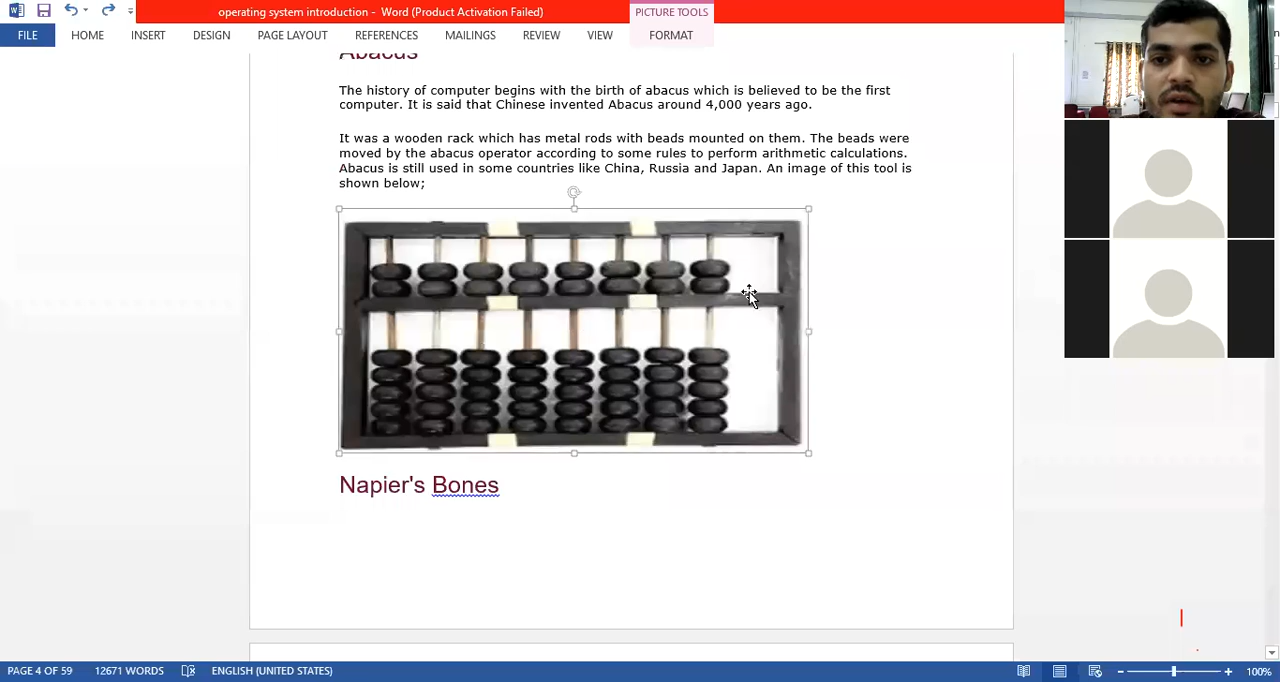 operating system introduction - Word (Product Activation Failed)
PICTURE TOOLS
FILE HOME INSERT DESIGN PAGE LAYOUT REFERENCES MAILINGS REVIEW VIEW FORMAT
Abacus
The history of computer begins with the birth of abacus which is believed to be the first
computer. It is said that Chinese invented Abacus around 4,000 years ago.
It was a wooden rack which has metal rods with beads mounted on them. The beads were
moved by the abacus operator according to some rules to perform arithmetic calculations.
Abacus is still used in some countries like China, Russia and Japan. An image of this tool is
shown below;
Napier's Bones
PAGE 4 OF 59 12671 WORDS ENGLISH (UNITED STATES) 100%